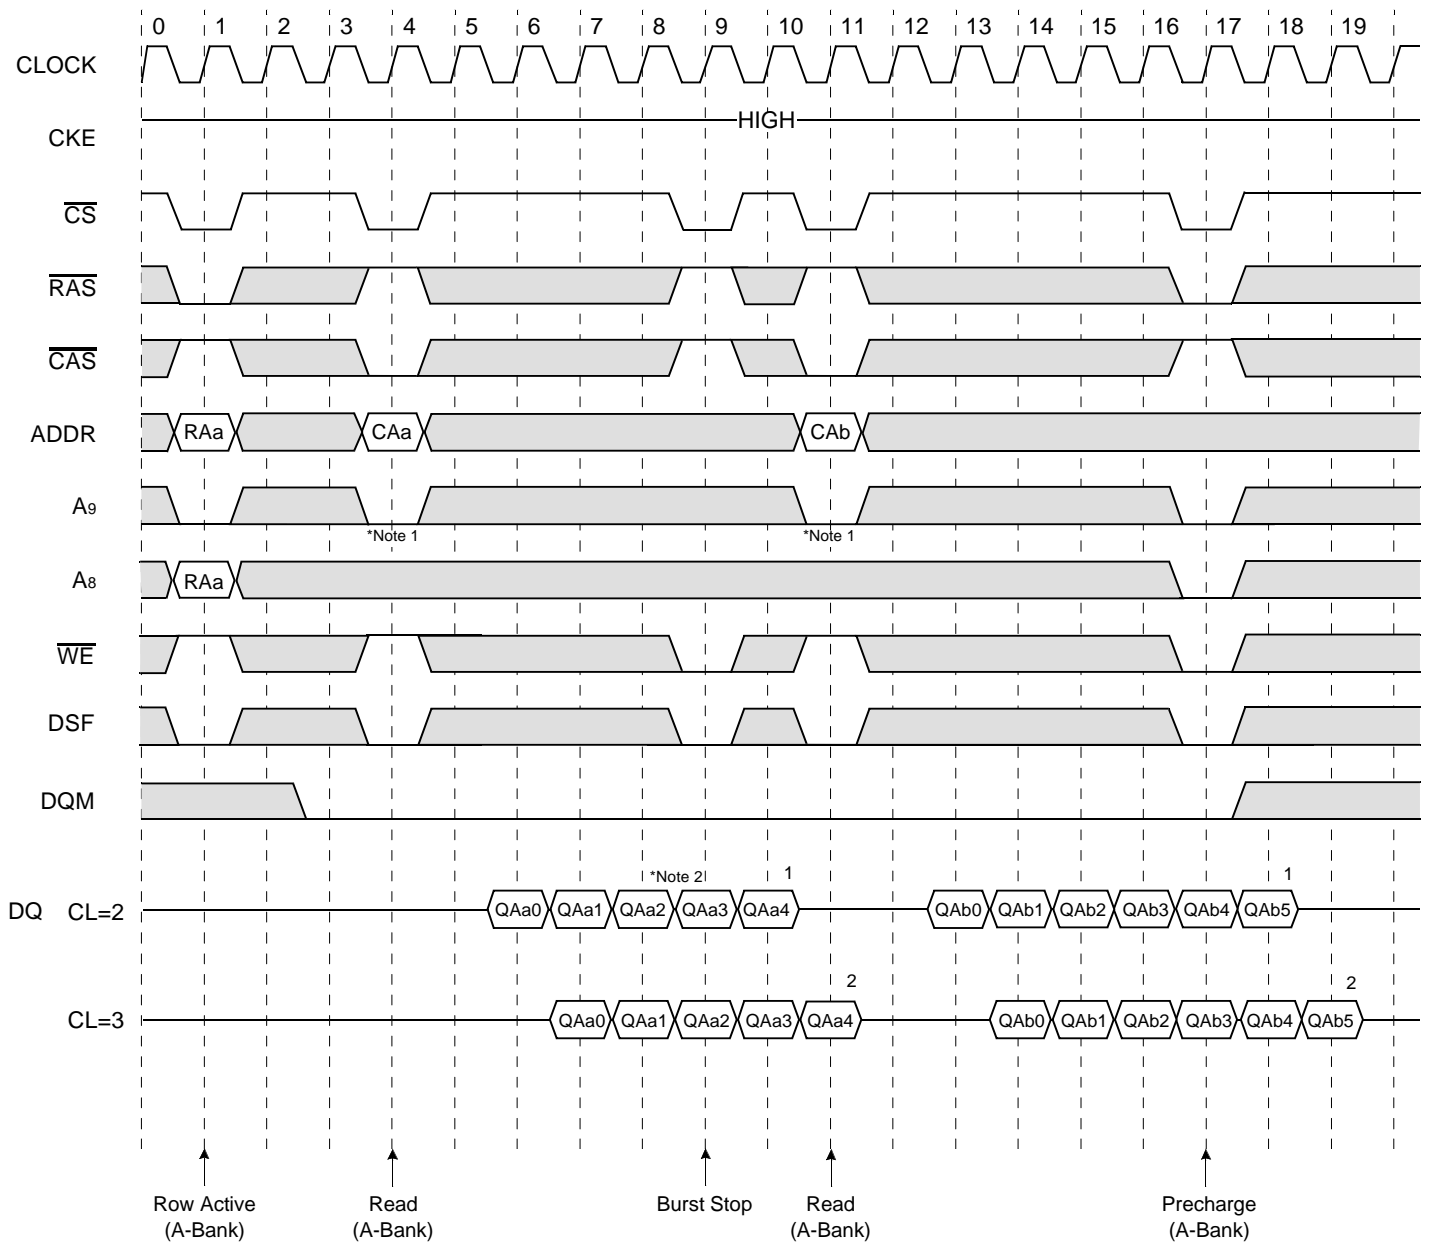 0 1 2 3 4 5 6 7 8 9 10 11 12 13 14 15 16 17 18 19
CLOCK
HIGH
CKE
CS
RAS
CAS
ADDR RAa CAa CAb
A9
*Note 1 *Note 1
A8 RAa
WE
DSF
DQM
*Note 2 1 1
DQ CL=2 QAa0 QAa1 QAa2 QAa3 QAa4 QAb0 QAb1 QAb2 QAb3 QAb4 QAb5
2 2
CL=3 QAa0 QAa1 QAa2 QAa3 QAa4 QAb0 QAb1 QAb2 QAb3 QAb4 QAb5
Row Active Read Burst Stop Read Precharge
(A-Bank) (A-Bank) (A-Bank) (A-Bank)